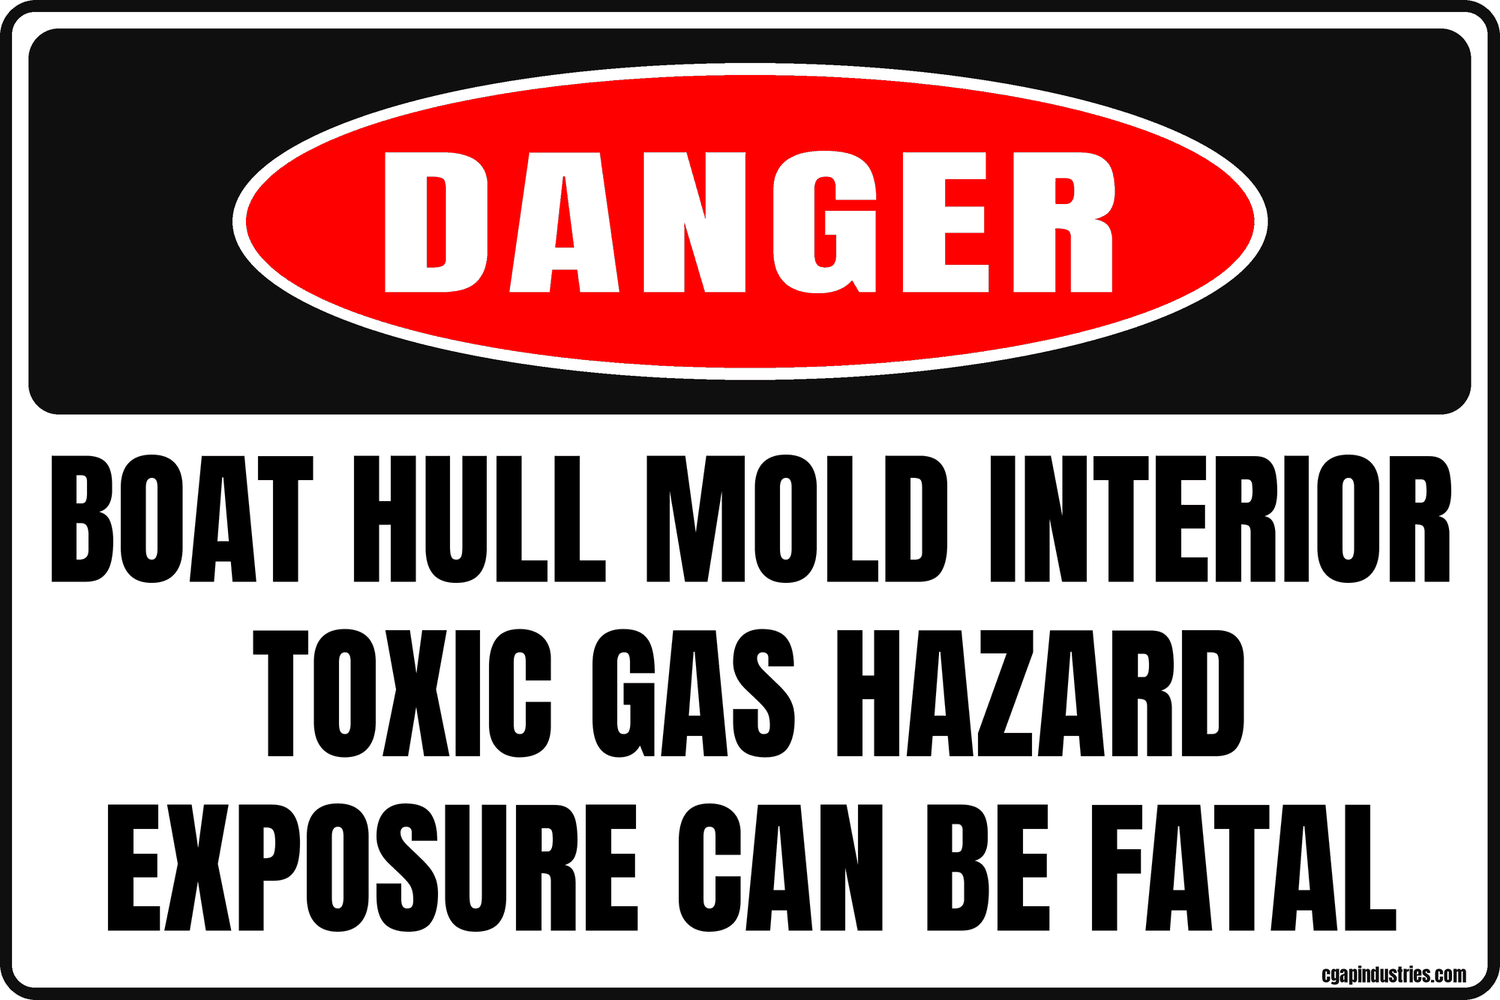 DANGER
BOAT HULL MOLD INTERIOR
TOXIC GAS HAZARD
EXPOSURE CAN BE FATAL
cgapindustries.com